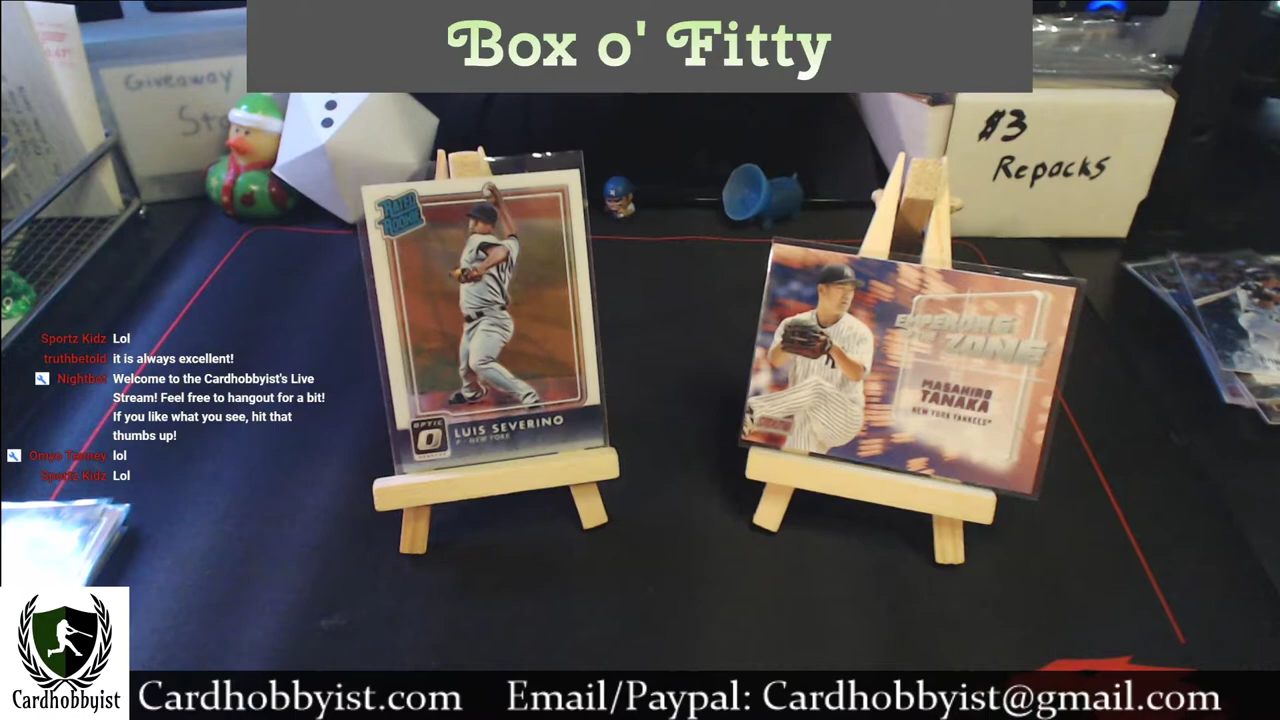 Box o' Fitty
Giveaway
$3
Repacks
RATED
ROOKIE
OPTIC
LUIS SEVERINO
P - NEW YORK
EXPERIENCE
THE ZONE
MASAHIRO
TANAKA
NEW YORK YANKEES
Sportz Kidz Lol
truthbetold it is always excellent!
Nightbot Welcome to the Cardhobbyist's Live
Stream! Feel free to hangout for a bit!
If you like what you see, hit that
thumbs up!
lol
Sportz Kidz Lol
Cardhobbyist
Cardhobbyist.com Email/Paypal: Cardhobbyist@gmail.com